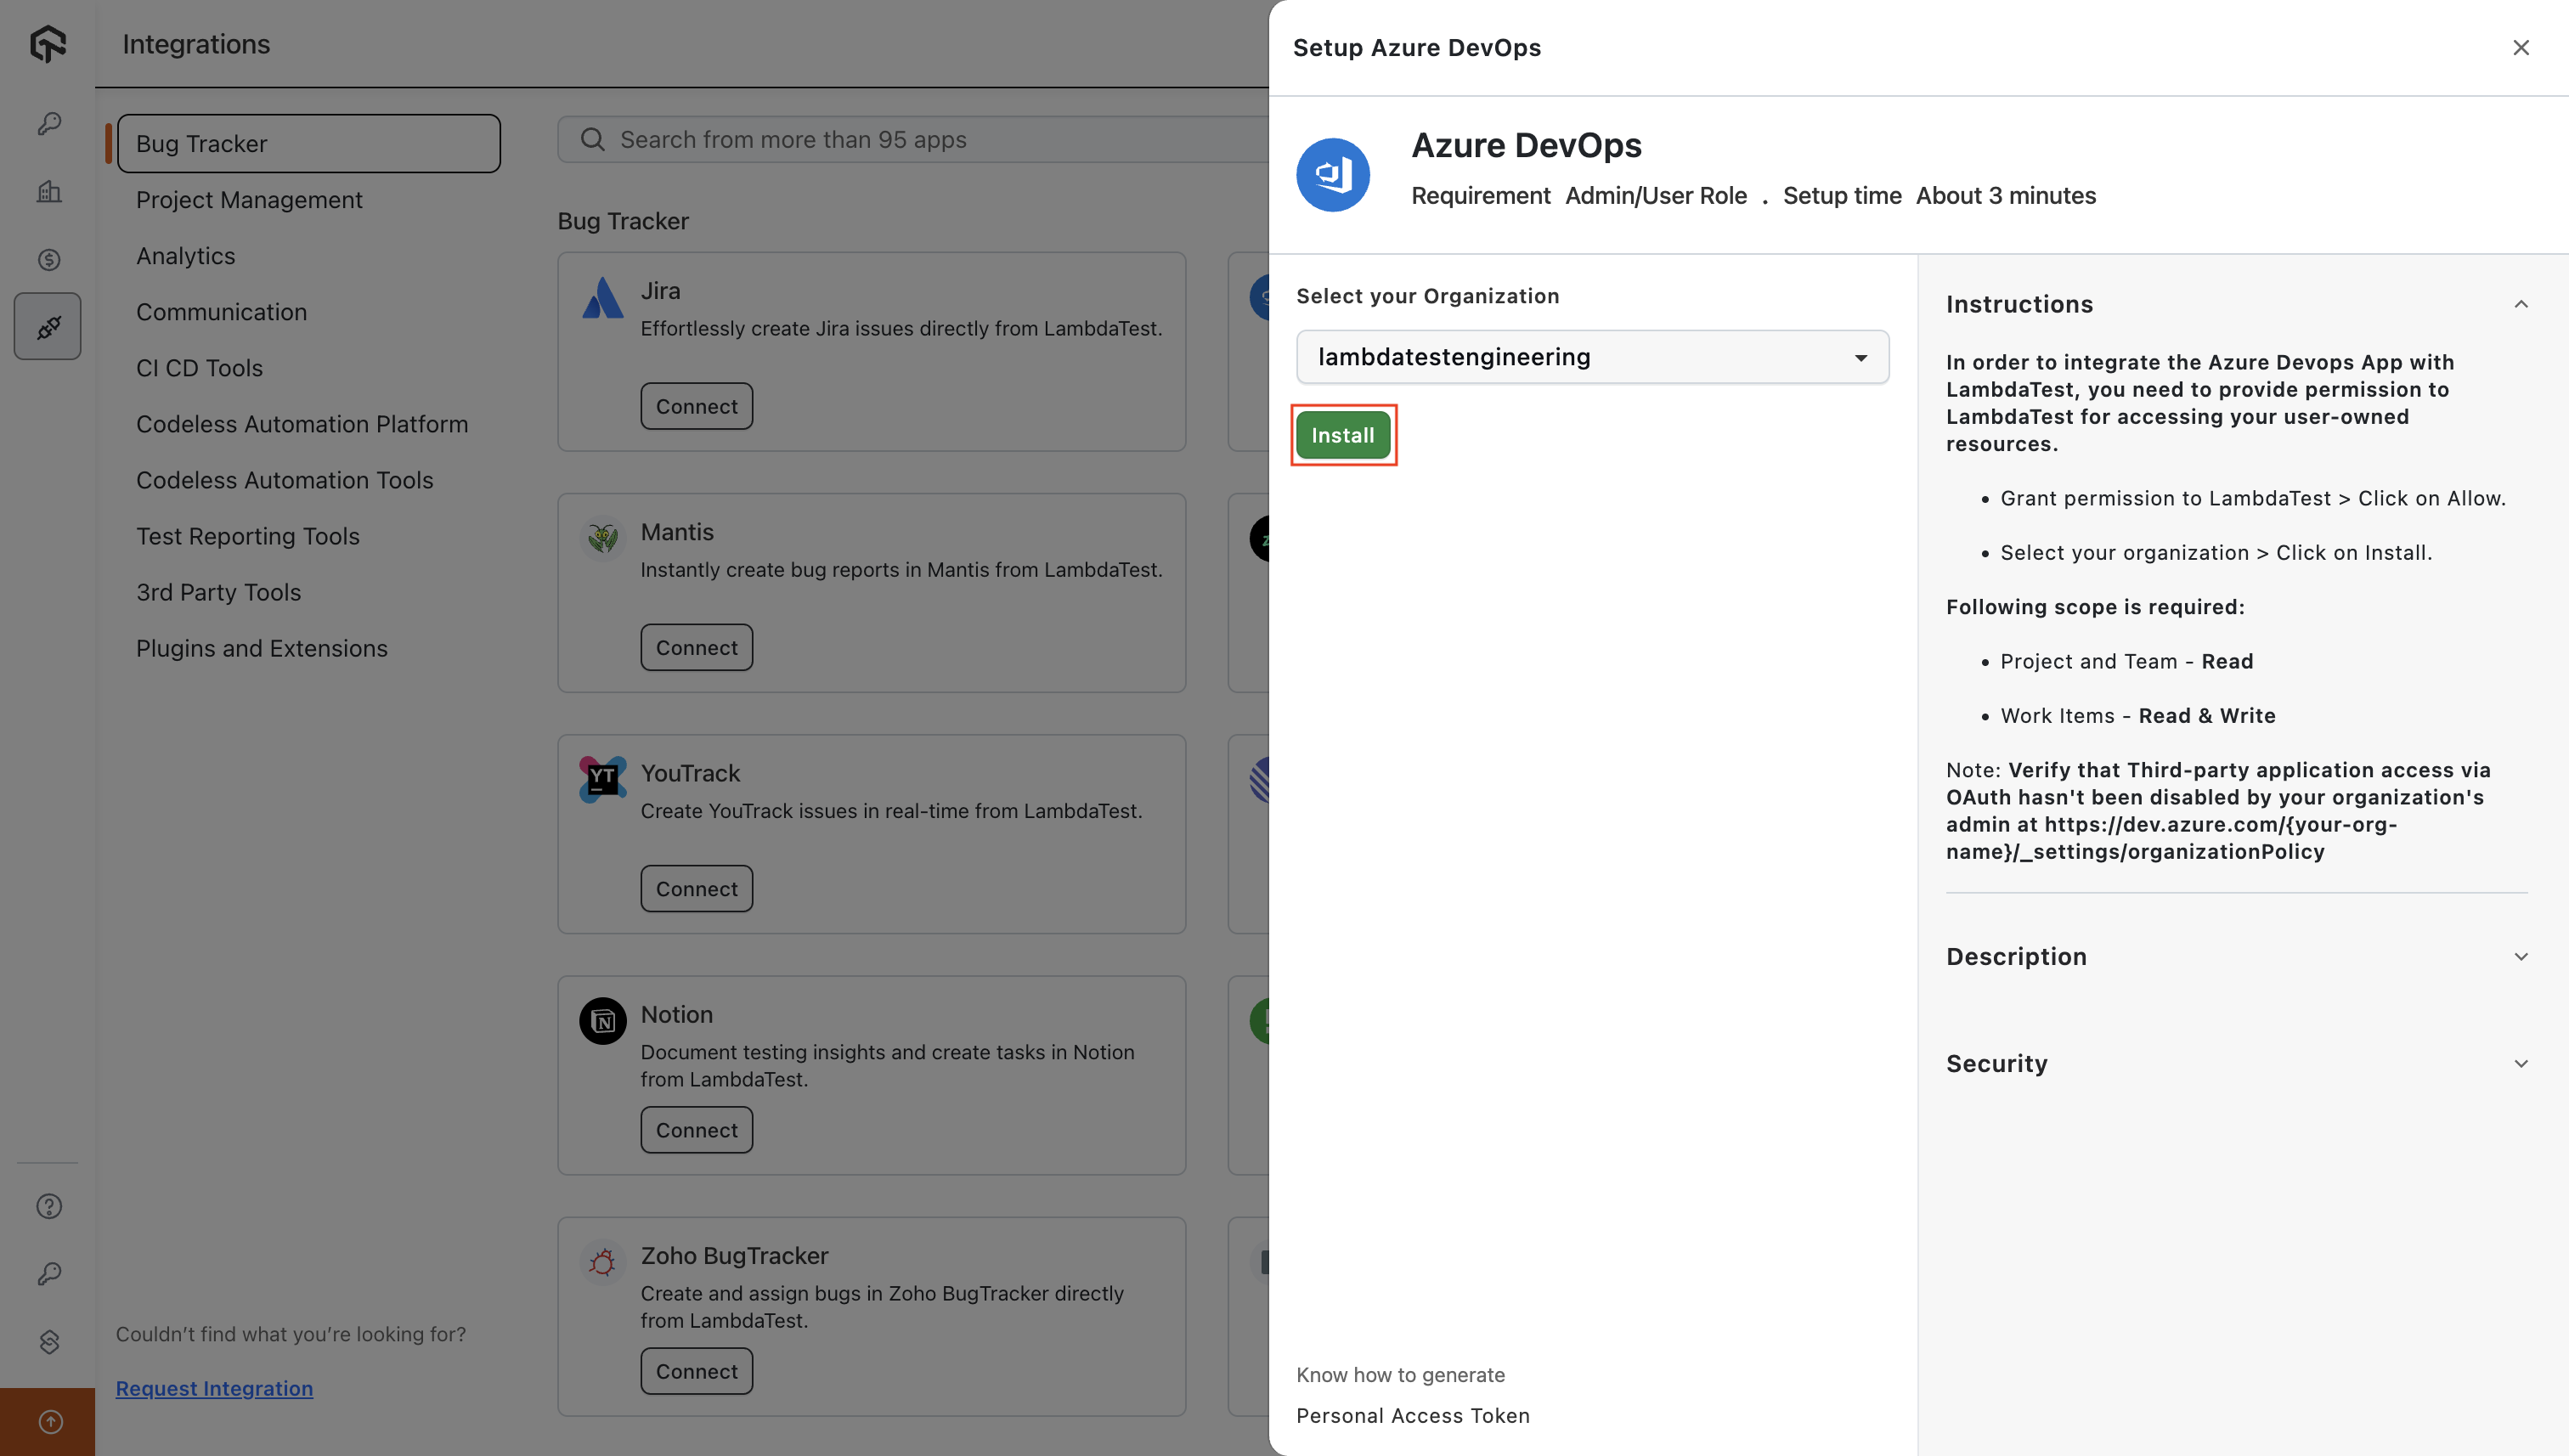 Integrations
Bug Tracker
Project Management
Analytics
Communication
CI CD Tools
Codeless Automation Platform
Codeless Automation Tools
Test Reporting Tools
3rd Party Tools
Plugins and Extensions
Couldn't find what you're looking for?
Request Integration
Search from more than 95 apps
Bug Tracker
Jira
Effortlessly create Jira issues directly from LambdaTest.
Connect
Mantis
Instantly create bug reports in Mantis from LambdaTest.
Connect
YT
YouTrack
Create YouTrack issues in real-time from LambdaTest.
Connect
Notion
Document testing insights and create tasks in Notion
from LambdaTest.
Connect
Zoho BugTracker
Create and assign bugs in Zoho BugTracker directly
from LambdaTest.
Connect
Setup Azure DevOps
Azure DevOps
Requirement Admin/User Role . Setup time About 3 minutes
Select your Organization
lambdatestengineering
Install
Know how to generate
Personal Access Token
Instructions
In order to integrate the Azure Devops App with
LambdaTest, you need to provide permission to
LambdaTest for accessing your user-owned
resources.
• Grant permission to LambdaTest > Click on Allow.
• Select your organization > Click on Install.
Following scope is required:
• Project and Team - Read
• Work Items - Read & Write
Note: Verify that Third-party application access via
OAuth hasn't been disabled by your organization's
admin at https://dev.azure.com/{your-org-
name}/_settings/organizationPolicy
Description
Security